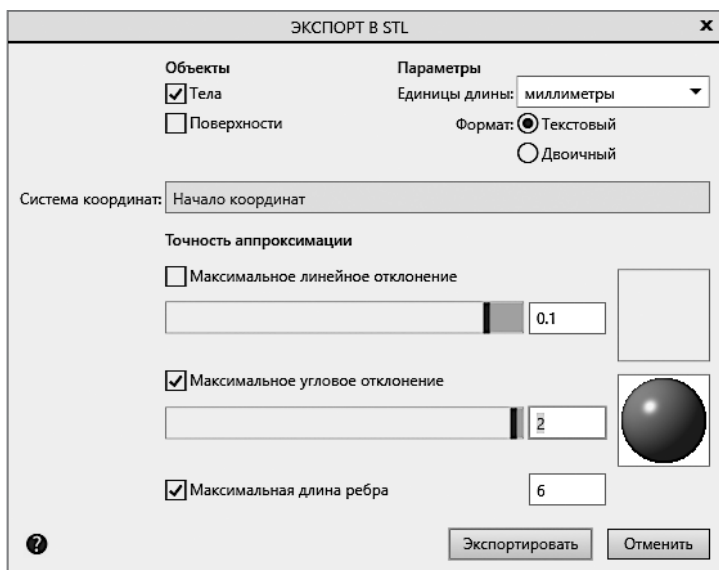 ЭКСПОРТ В STL x
Объекты
Параметры
Тела
Единицы длины: миллиметры
Поверхности
Формат: Текстовый
Двоичный
Система координат: Начало координат
Точность аппроксимации
Максимальное линейное отклонение
0.1
Максимальное угловое отклонение
2
Максимальная длина ребра
6
?
Экспортировать
Отменить